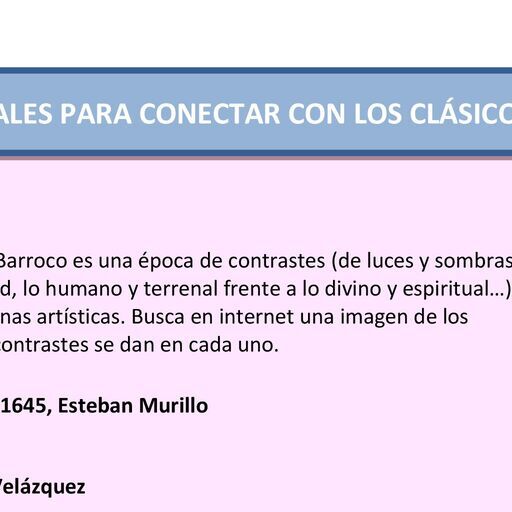 ALES PARA CONECTAR CON LOS CLÁSICO
Barroco es una época de contrastes (de luces y sombras
d, lo humano y terrenal frente a lo divino y espiritual…)
nas artísticas. Busca en internet una imagen de los
contrastes se dan en cada uno.
1645, Esteban Murillo
Velázquez